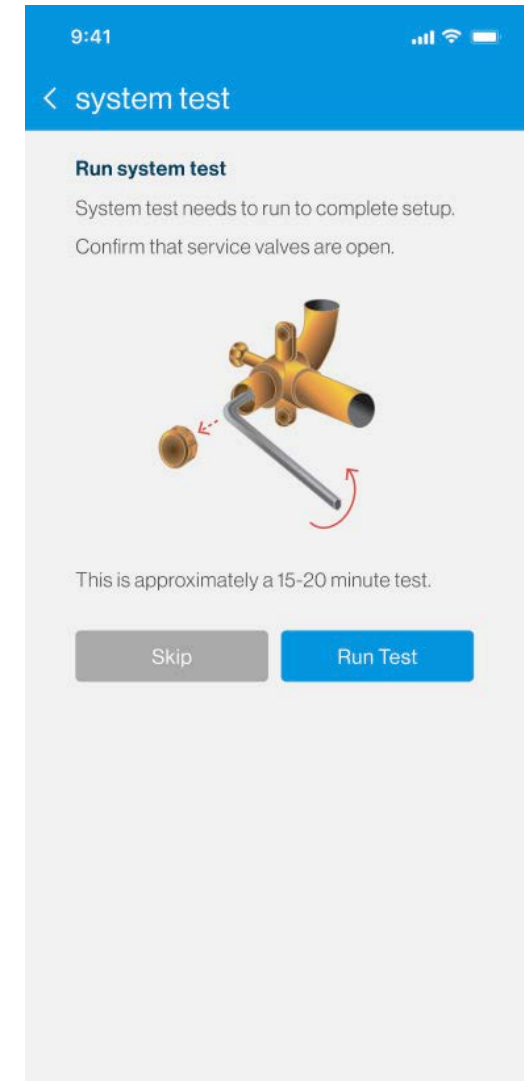 9:41
system test
Run system test
System test needs to run to complete setup.
Confirm that service valves are open.
This is approximately a 15-20 minute test.
Skip
Run Test